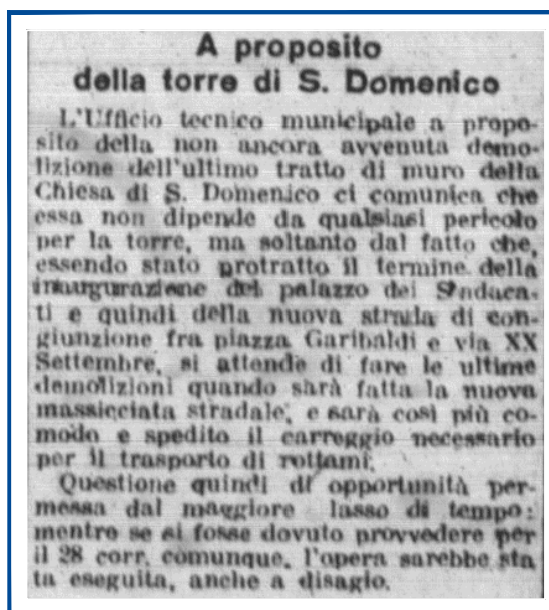 A proposito
della torre di S. Domenico
L'Ufficio tecnico municipale a propo-
sito della non ancora avvenuta demo-
lizione dell'ultimo tratto di muro della
Chiesa di S. Domenico ci comunica che
essa non dipende da qualsiasi pericolo
per la torre, ma soltanto dal fatto che,
essendo stato protratto il termine della
inaugurazione del palazzo dei Sindaca-
ti e quindi della nuova strada di con-
giunzione fra piazza Garibaldi e via XX
Settembre, si attende di fare le ultime
demolizioni quando sarà fatta la nuova
massicciata stradale, e sarà così più co-
modo e spedito il carreggio necessario
per il trasporto di rottami.
Questione quindi di opportunità per-
messa dal maggiore lasso di tempo:
mentre se si fosse dovuto provvedere per
il 28 corr. comunque, l'opera sarebbe sta
ta eseguita, anche a disagio.